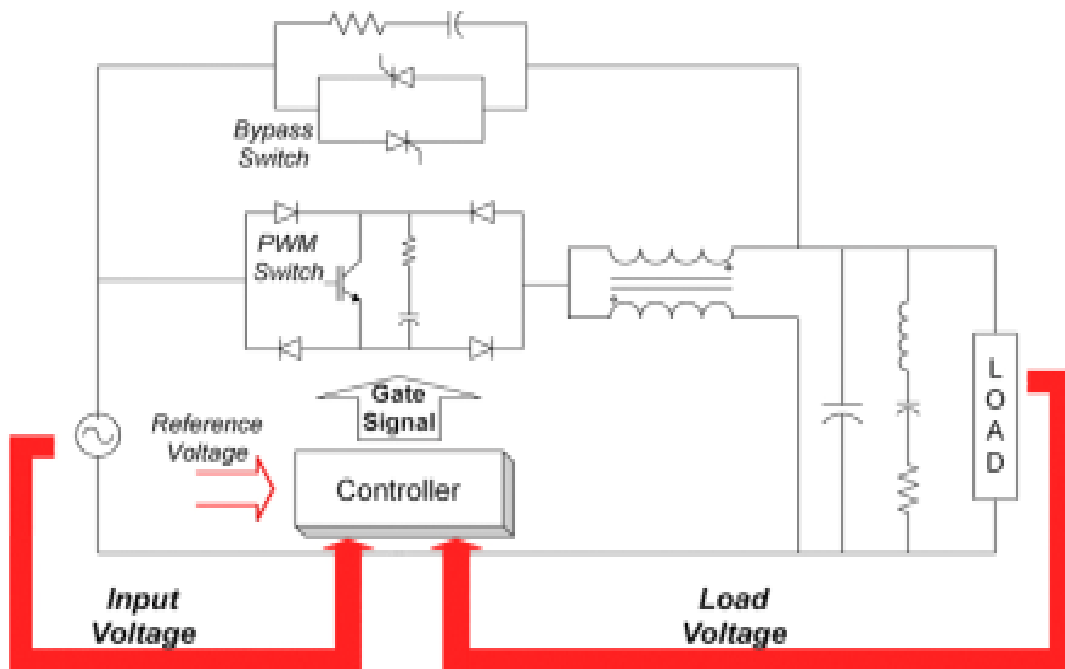 Bypass
Switch
PWM
Switch
Gate
Signal
Reference
Voltage
Controller
L
O
A
D
Input
Voltage
Load
Voltage